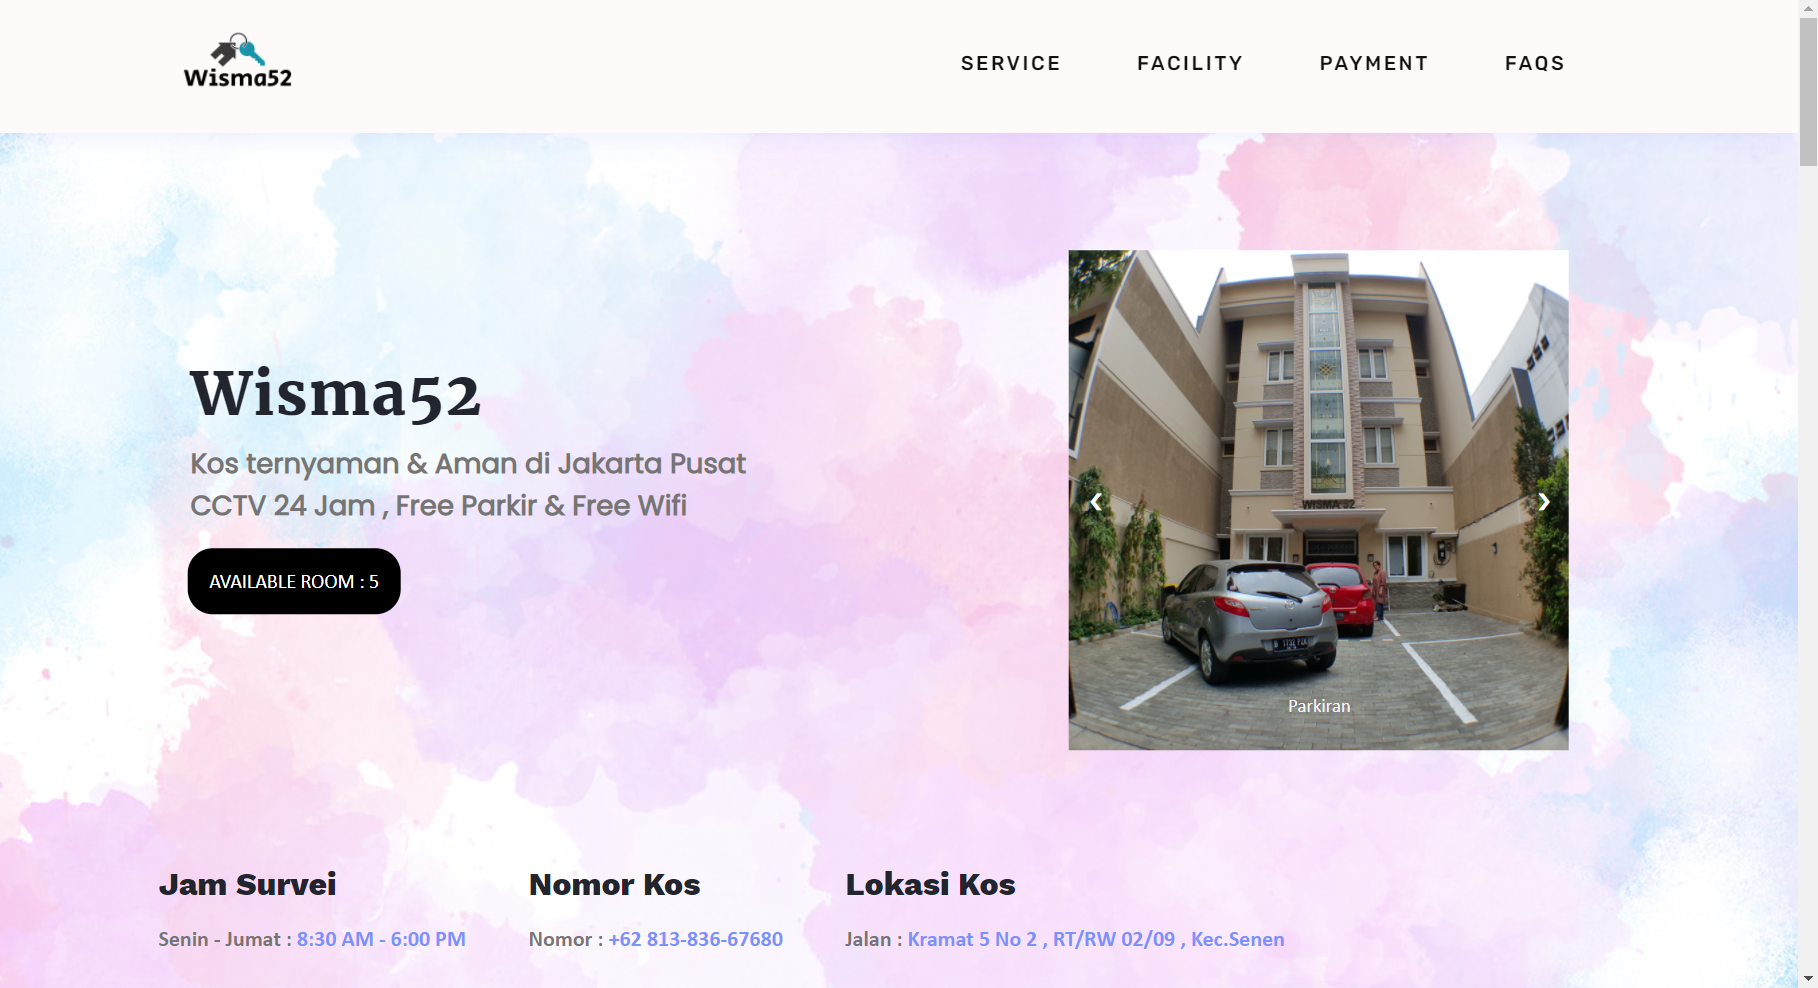 Wisma52
SERVICE
FACILITY
PAYMENT
FAQS
Wisma52
Kos ternyaman & Aman di Jakarta Pusat
CCTV 24 Jam , Free Parkir & Free Wifi
AVAILABLE ROOM : 5
WISMA 52
Parkiran
Jam Survei
Senin - Jumat : 8:30 AM - 6:00 PM
Nomor Kos
Nomor : +62 813-836-67680
Lokasi Kos
Jalan : Kramat 5 No 2 , RT/RW 02/09 , Kec.Senen